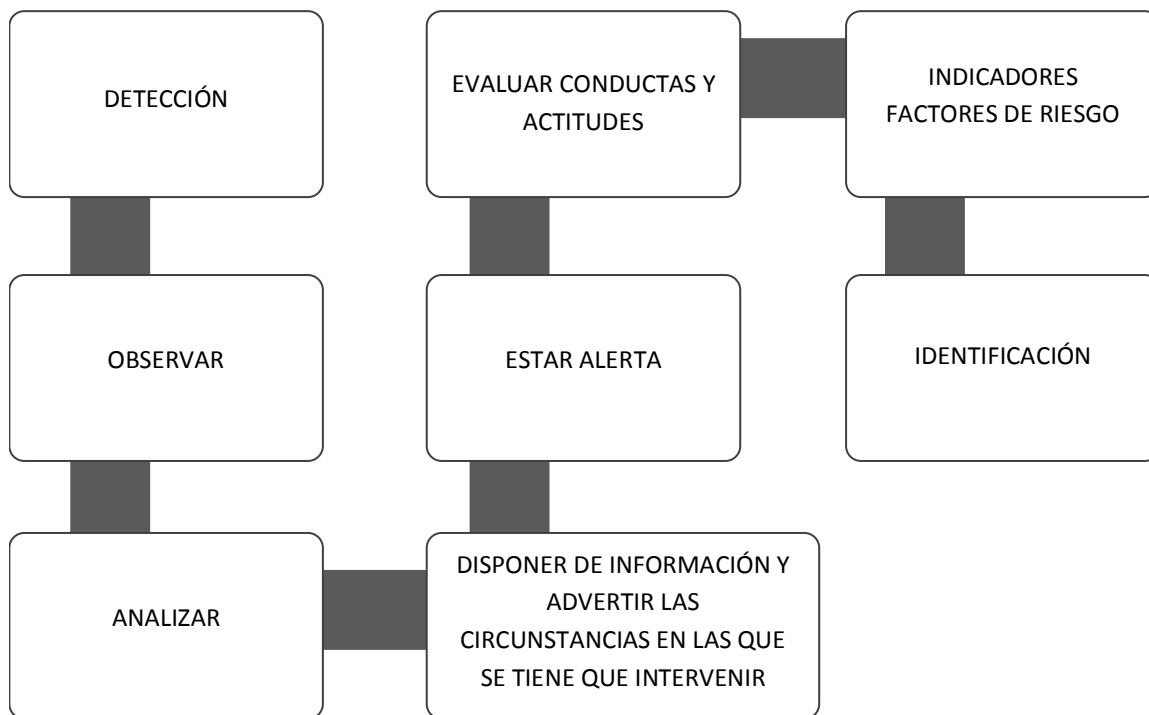 DETECCIÓN
OBSERVAR
ANALIZAR
DISPONER DE INFORMACIÓN Y
ADVERTIR LAS
CIRCUNSTANCIAS EN LAS QUE
SE TIENE QUE INTERVENIR
ESTAR ALERTA
EVALUAR CONDUCTAS Y
ACTITUDES
INDICADORES
FACTORES DE RIESGO
IDENTIFICACIÓN